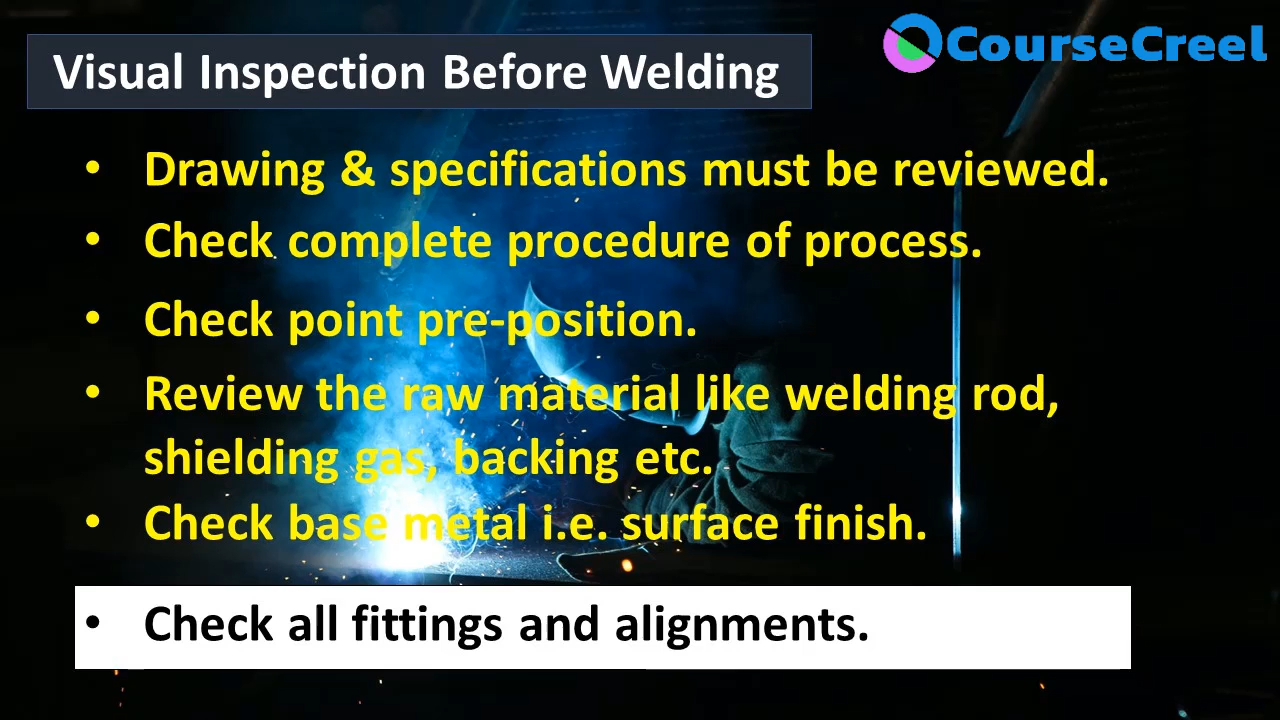 Visual Inspection Before Welding
CourseCreel
• Drawing & specifications must be reviewed.
• Check complete procedure of process.
• Check point pre-position.
• Review the raw material like welding rod,
shielding gas, backing etc.
• Check base metal i.e. surface finish.
• Check all fittings and alignments.